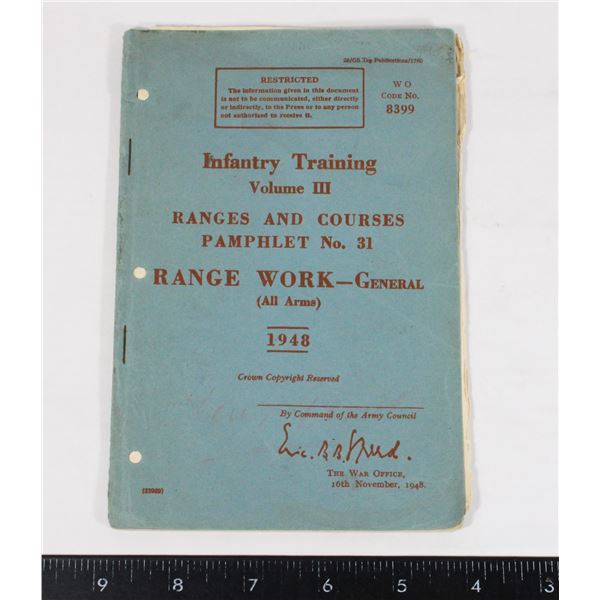 26/GS Trg Publications/1760
RESTRICTED
The information given in this document
is not to be communicated, either directly
or indirectly, to the Press or to any person
not authorized to receive it.
W O
CODE No.
8399
Infantry Training
Volume III
RANGES AND COURSES
PAMPHLET No. 31
RANGE WORK—GENERAL
(All Arms)
1948
Crown Copyright Reserved
By Command of the Army Council
Eric B.B. Speed.
THE WAR OFFICE,
16th November, 1948.
9 8 7 6 5 4 3